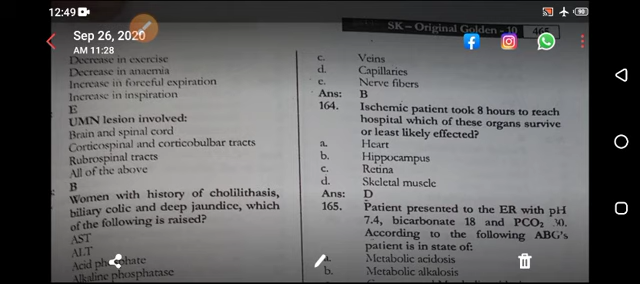 12:49
90
Sep 26, 2020
AM 11:28
SK – Original Golden - 10
Decrease in exercise
Decrease in anaemia
Increase in forceful expiration
Increase in inspiration
E
UMN lesion involved:
Brain and spinal cord
Corticospinal and corticobulbar tracts
Rubrospinal tracts
All of the above
B
Women with history of cholilithasis,
biliary colic and deep jaundice, which
of the following is raised?
AST
ALT
Acid phosphate
Alkaline phosphatase
c. Veins
d. Capillaries
e. Nerve fibers
Ans: B
164. Ischemic patient took 8 hours to reach
hospital which of these organs survive
or least likely effected?
a. Heart
b. Hippocampus
c. Retina
d. Skeletal muscle
Ans: D
165. Patient presented to the ER with pH
7.4, bicarbonate 18 and PCO2 30.
According to the following ABG's
patient is in state of:
a. Metabolic acidosis
b. Metabolic alkalosis